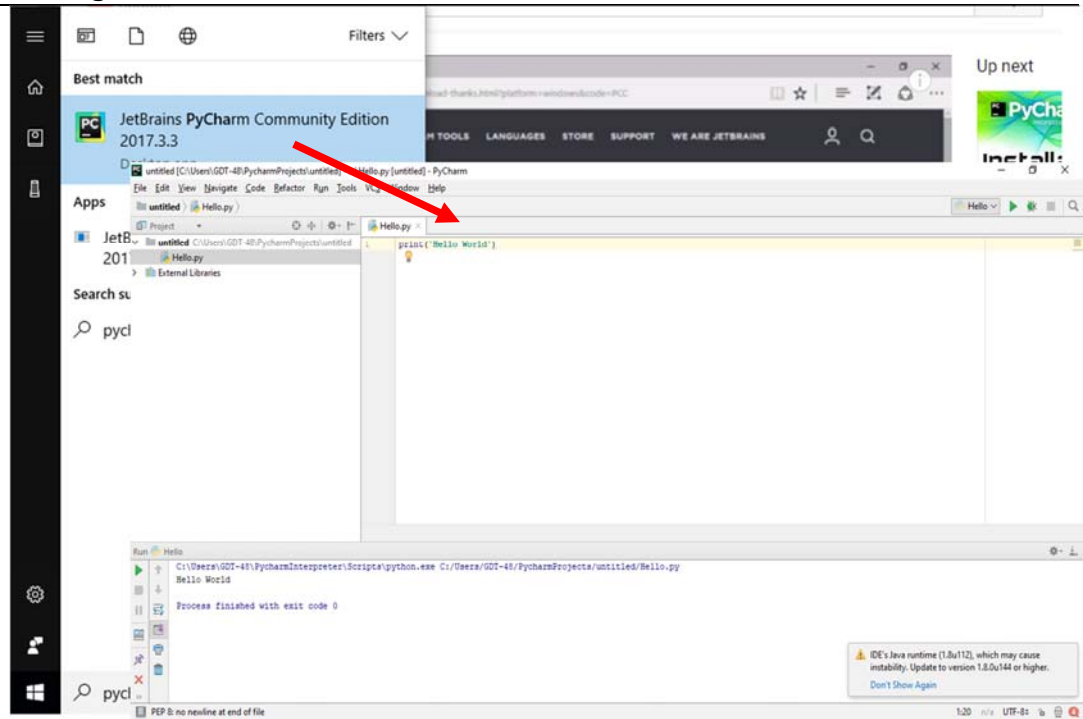 Filters
Best match
JetBrains PyCharm Community Edition
2017.3.3
Apps
JetB
201
Search su
pycl
pycl
M TOOLS LANGUAGES STORE SUPPORT WE ARE JETBRAINS
Up next
PyCha
untitled [C:\Users\GDT-48\PycharmProjects\untitled] Hello.py [untitled] - PyCharm
File Edit View Navigate Code Refactor Run Tools Window Help
untitled Hello.py
Hello
Project
Hello.py
untitled C:\Users\GDT-48\PycharmProjects\untitled
Hello.py
External Libraries
1 print('Hello World')
Run Hello
C:\Users\GDT-48\PycharmInterpreter\Scripts\python.exe C:/Users/GDT-48/PycharmProjects/untitled/Hello.py
Hello World
Process finished with exit code 0
IDE's Java runtime (1.8u112), which may cause
instability. Update to version 1.8.0u144 or higher.
Don't Show Again
PEP 8: no newline at end of file
1:20 n/a UTF-8